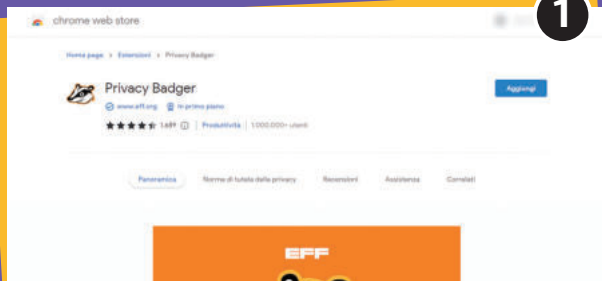 1
chrome web store
Home page > Estensioni > Privacy Badger
Privacy Badger
Aggiungi
www.eff.org In primo piano
1.689 Produttività 1.000.000+ utenti
Panoramica Norme di tutela della privacy Recensioni Assistenza Correlati
EFF